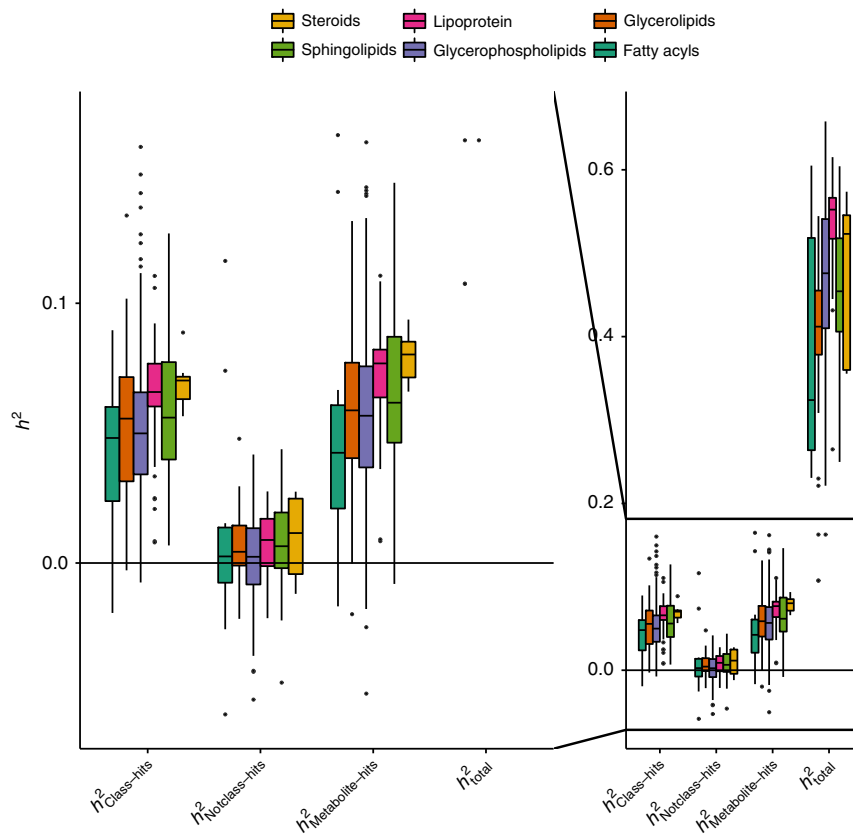 Steroids Lipoprotein Glycerolipids
Sphingolipids Glycerophospholipids Fatty acyls
0.6
0.1
0.4
h²
0.2
0.0
0.0
h²Class−hits
h²Notclass−hits
h²Metabolite−hits
h²total
h²Class−hits
h²Notclass−hits
h²Metabolite−hits
h²total